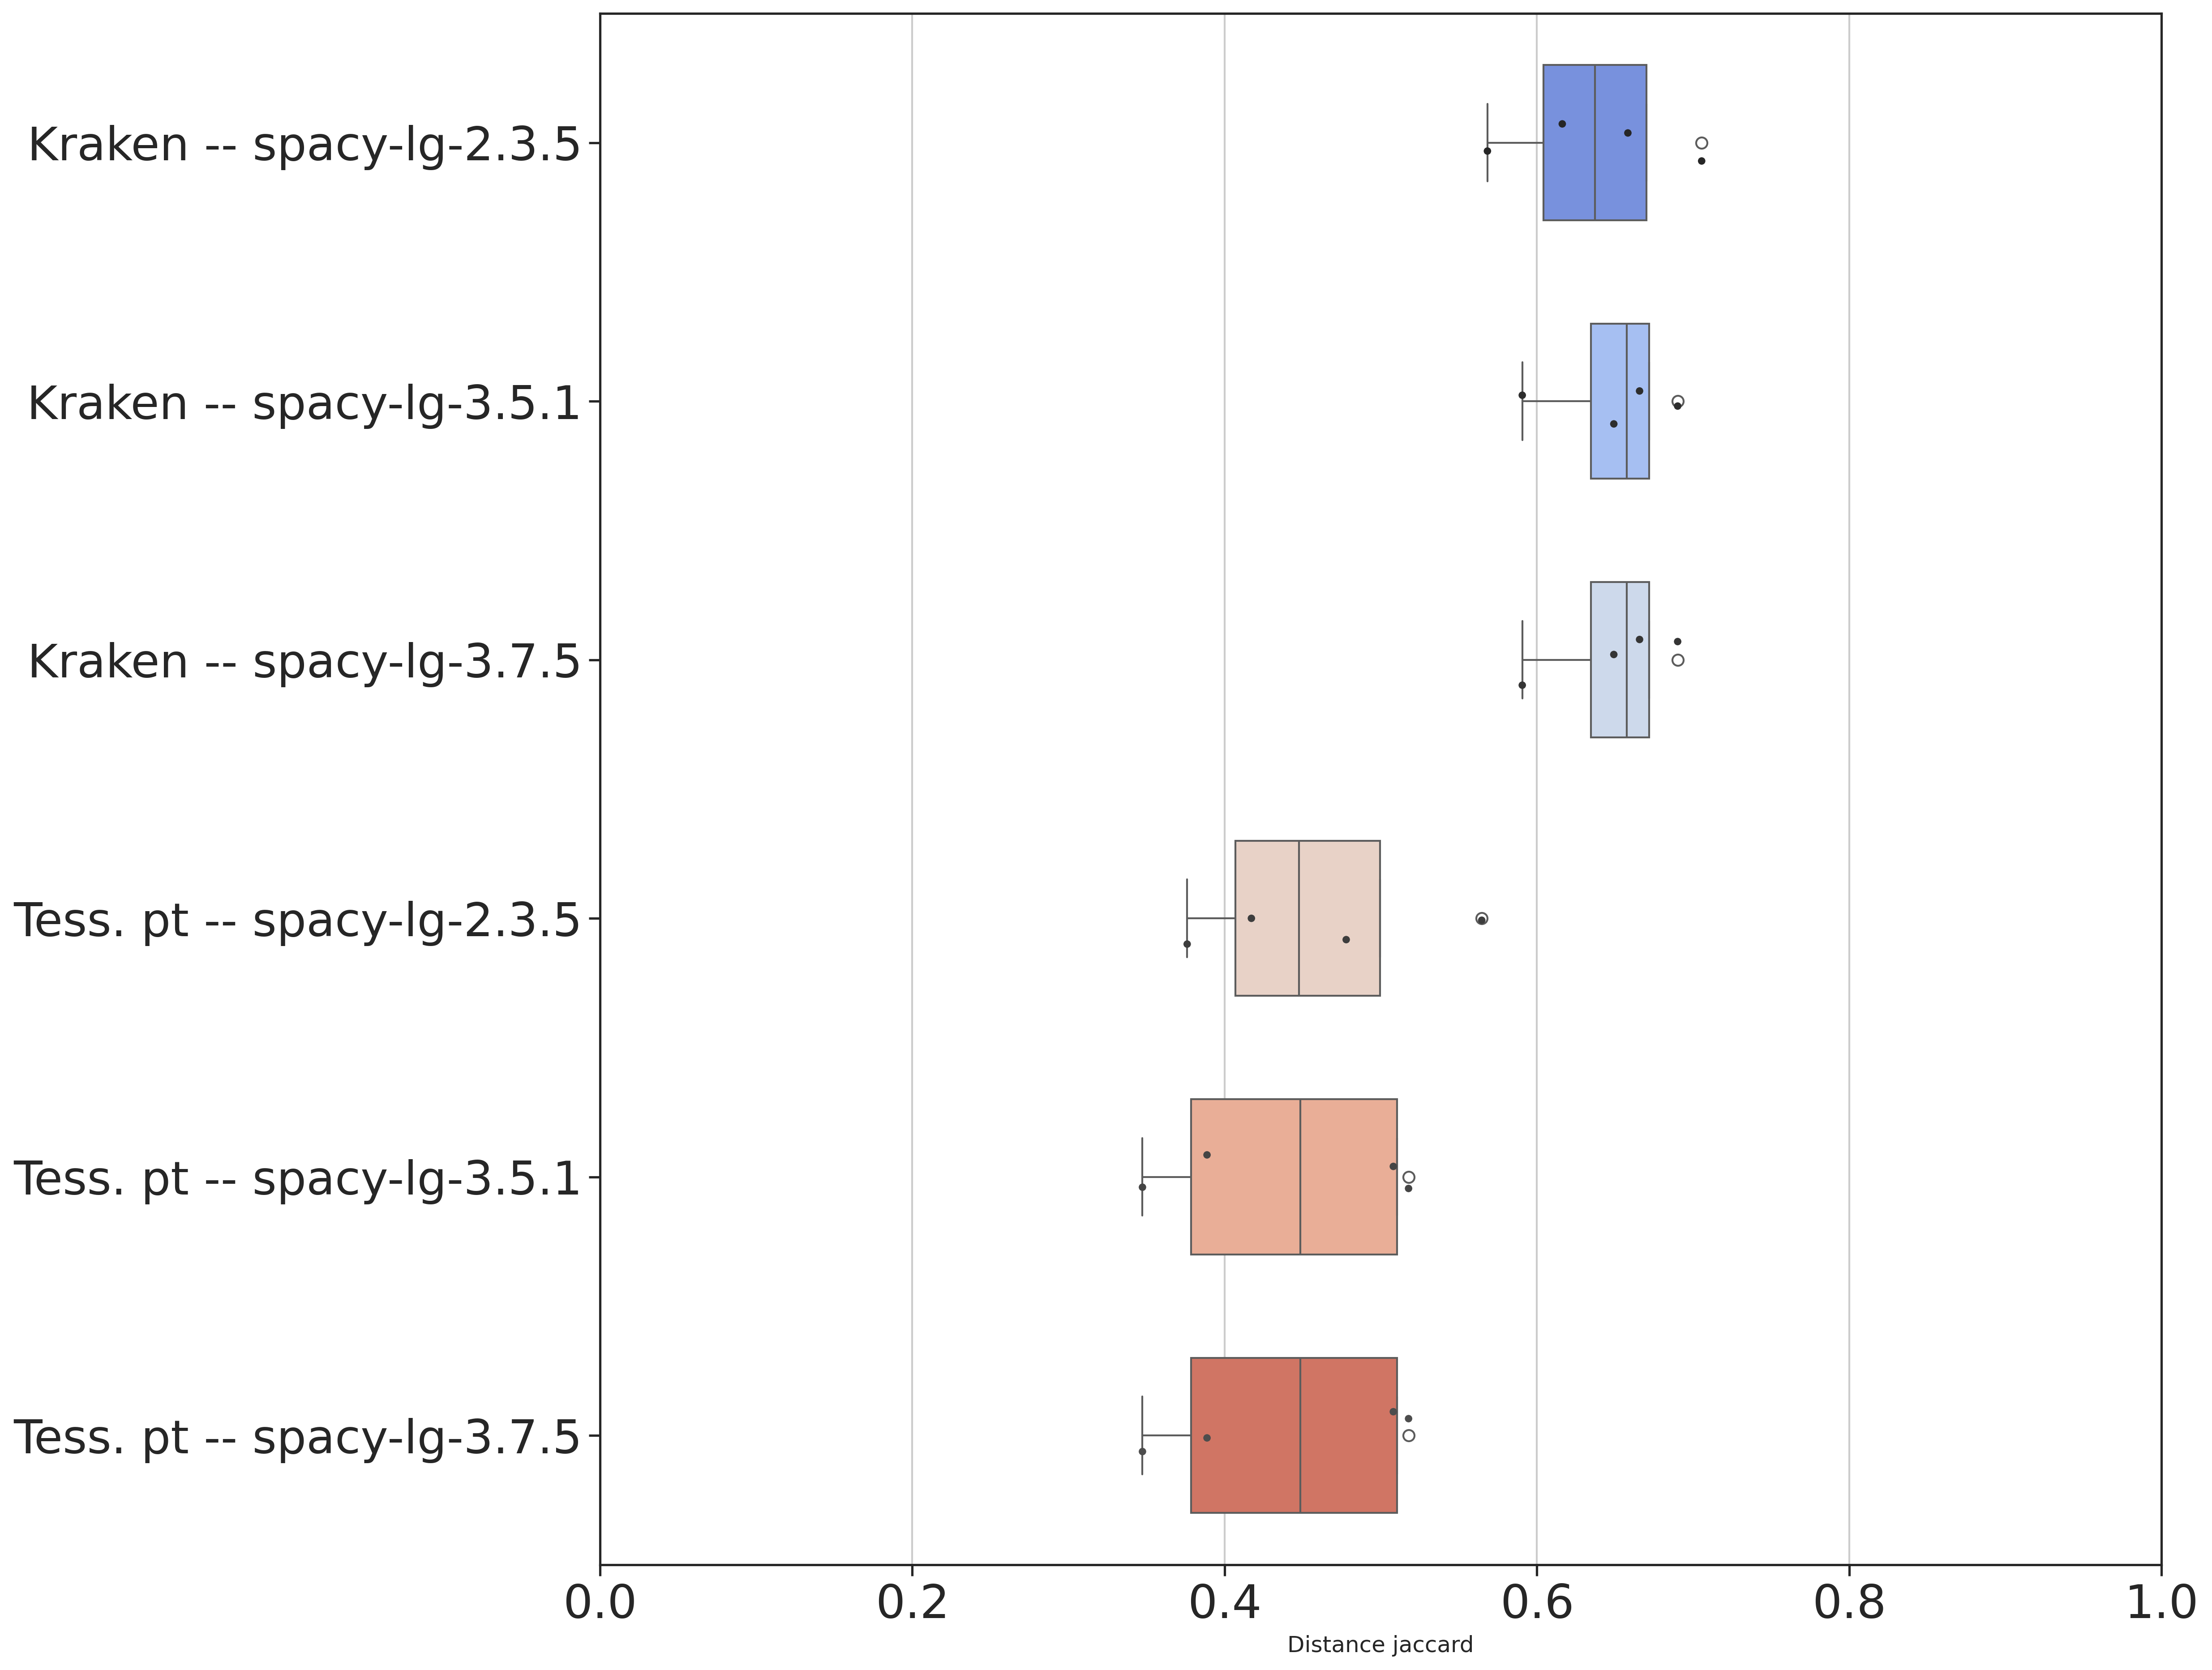 Kraken -- spacy-lg-2.3.5
Kraken -- spacy-lg-3.5.1
Kraken -- spacy-lg-3.7.5
Tess. pt -- spacy-lg-2.3.5
Tess. pt -- spacy-lg-3.5.1
Tess. pt -- spacy-lg-3.7.5
0.0 0.2 0.4 0.6 0.8 1.0
Distance jaccard